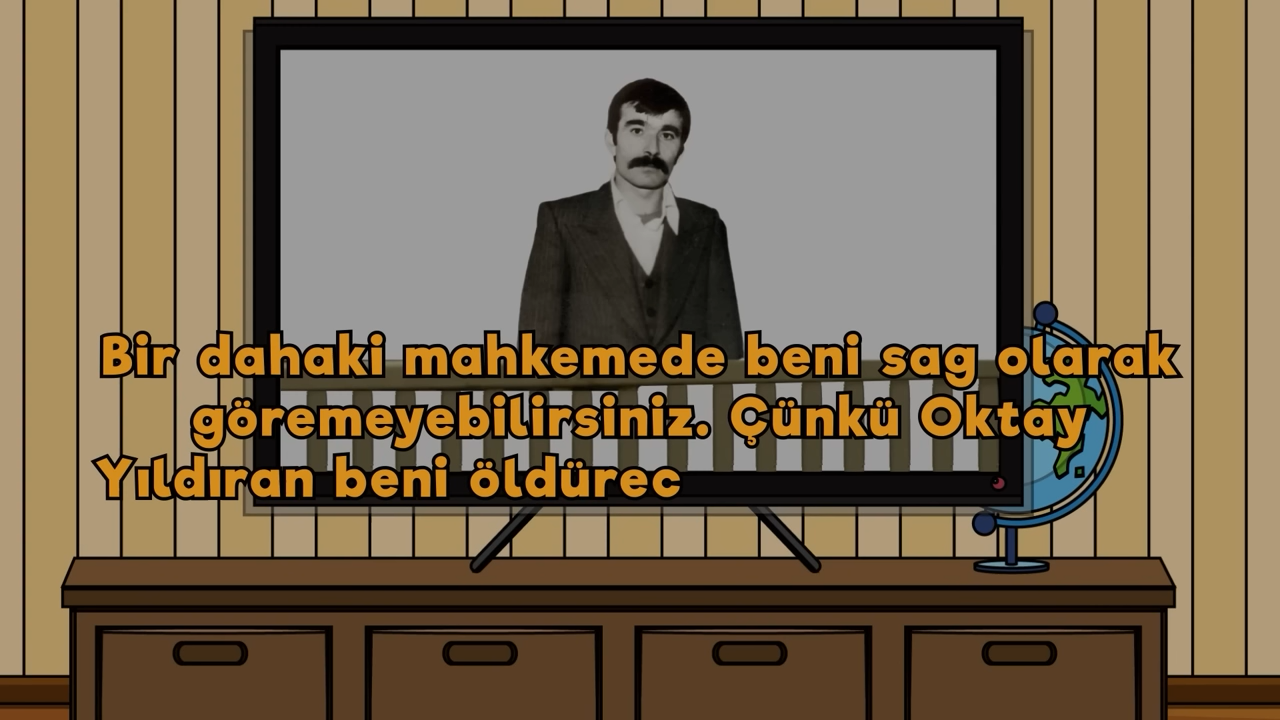 Bir dahaki mahkemede beni sag olarak
göremeyebilirsiniz. Çünkü Oktay
Yıldıran beni öldürec